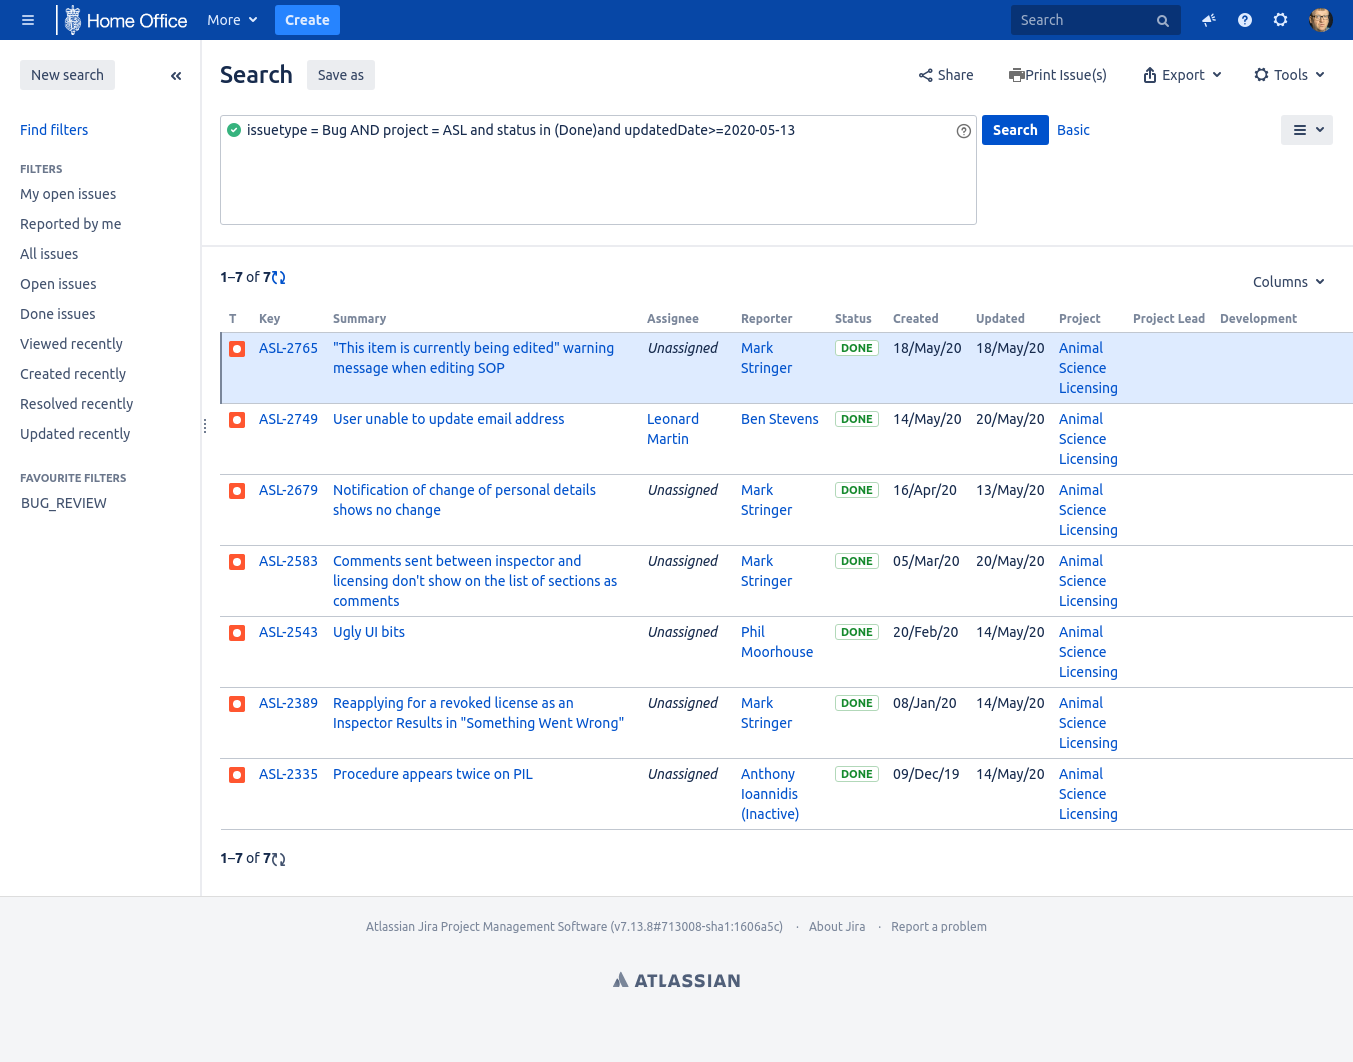 Home Office More Create Search
New search
Search Save as Share Print Issue(s) Export Tools
Find filters
issuetype = Bug AND project = ASL and status in (Done)and updatedDate>=2020-05-13 Search Basic
FILTERS
My open issues
Reported by me
All issues
Open issues
Done issues
Viewed recently
Created recently
Resolved recently
Updated recently
FAVOURITE FILTERS
BUG_REVIEW
1–7 of 7
Columns
T Key Summary Assignee Reporter Status Created Updated Project Project Lead Development
ASL-2765 "This item is currently being edited" warning Unassigned Mark DONE 18/May/20 18/May/20 Animal
message when editing SOP Stringer Science
Licensing
ASL-2749 User unable to update email address Leonard Ben Stevens DONE 14/May/20 20/May/20 Animal
Martin Science
Licensing
ASL-2679 Notification of change of personal details Unassigned Mark DONE 16/Apr/20 13/May/20 Animal
shows no change Stringer Science
Licensing
ASL-2583 Comments sent between inspector and Unassigned Mark DONE 05/Mar/20 20/May/20 Animal
licensing don't show on the list of sections as Stringer Science
comments Licensing
ASL-2543 Ugly UI bits Unassigned Phil DONE 20/Feb/20 14/May/20 Animal
Moorhouse Science
Licensing
ASL-2389 Reapplying for a revoked license as an Unassigned Mark DONE 08/Jan/20 14/May/20 Animal
Inspector Results in "Something Went Wrong" Stringer Science
Licensing
ASL-2335 Procedure appears twice on PIL Unassigned Anthony DONE 09/Dec/19 14/May/20 Animal
Ioannidis Science
(Inactive) Licensing
1–7 of 7
Atlassian Jira Project Management Software (v7.13.8#713008-sha1:1606a5c) · About Jira · Report a problem
ATLASSIAN